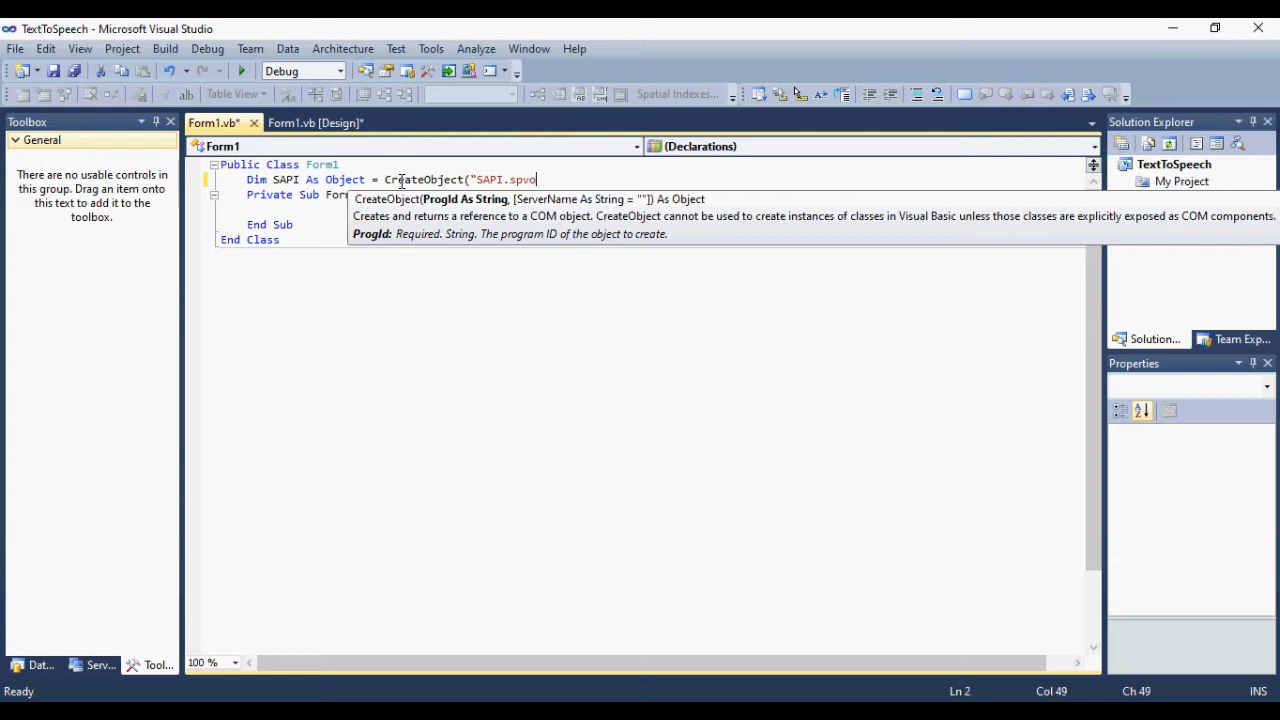 TextToSpeech - Microsoft Visual Studio
File Edit View Project Build Debug Team Data Architecture Test Tools Analyze Window Help
Debug
Table View
Spatial Indexes...
Toolbox
General
There are no usable controls in
this group. Drag an item onto
this text to add it to the
toolbox.
Dat...
Serv...
Tool...
Form1.vb*
Form1.vb [Design]*
Form1
(Declarations)
Public Class Form1
Dim SAPI As Object = CreateObject("SAPI.spvo
Private Sub Form
End Sub
End Class
CreateObject(ProgId As String, [ServerName As String = ""]) As Object
Creates and returns a reference to a COM object. CreateObject cannot be used to create instances of classes in Visual Basic unless those classes are explicitly exposed as COM components.
ProgId: Required. String. The program ID of the object to create.
100 %
Solution Explorer
TextToSpeech
My Project
Solution...
Team Exp...
Properties
Ready
Ln 2
Col 49
Ch 49
INS